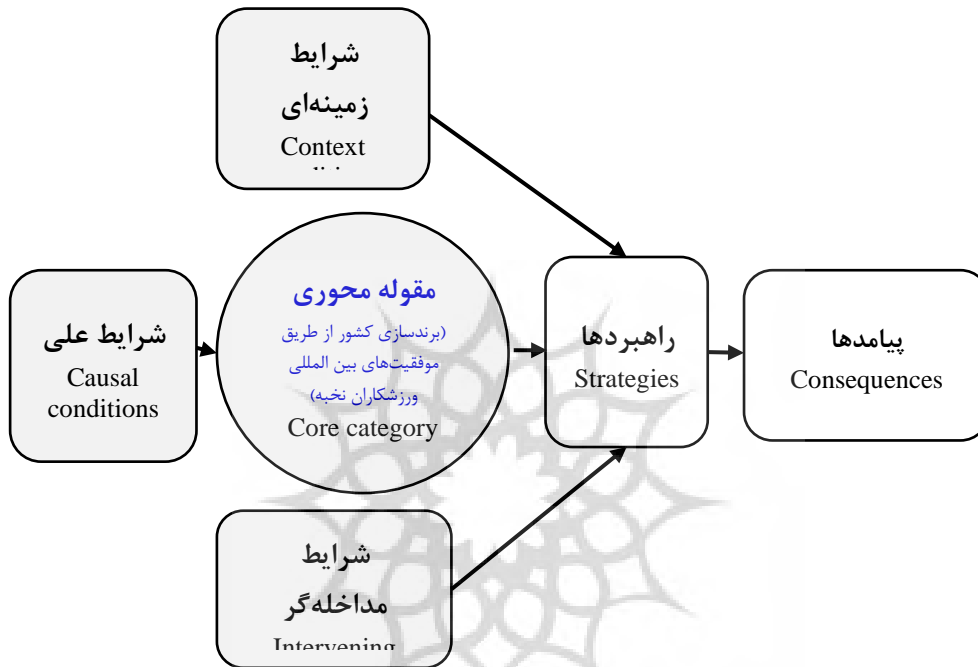 شرایط
زمینه‌ای
Context
مقوله محوری
(برندسازی کشور از طریق
موفقیت‌های بین المللی
ورزشکاران نخبه)
Core category
شرایط علی
Causal
conditions
راهبردها
Strategies
پیامدها
Consequences
شرایط
مداخله‌گر
Intervening